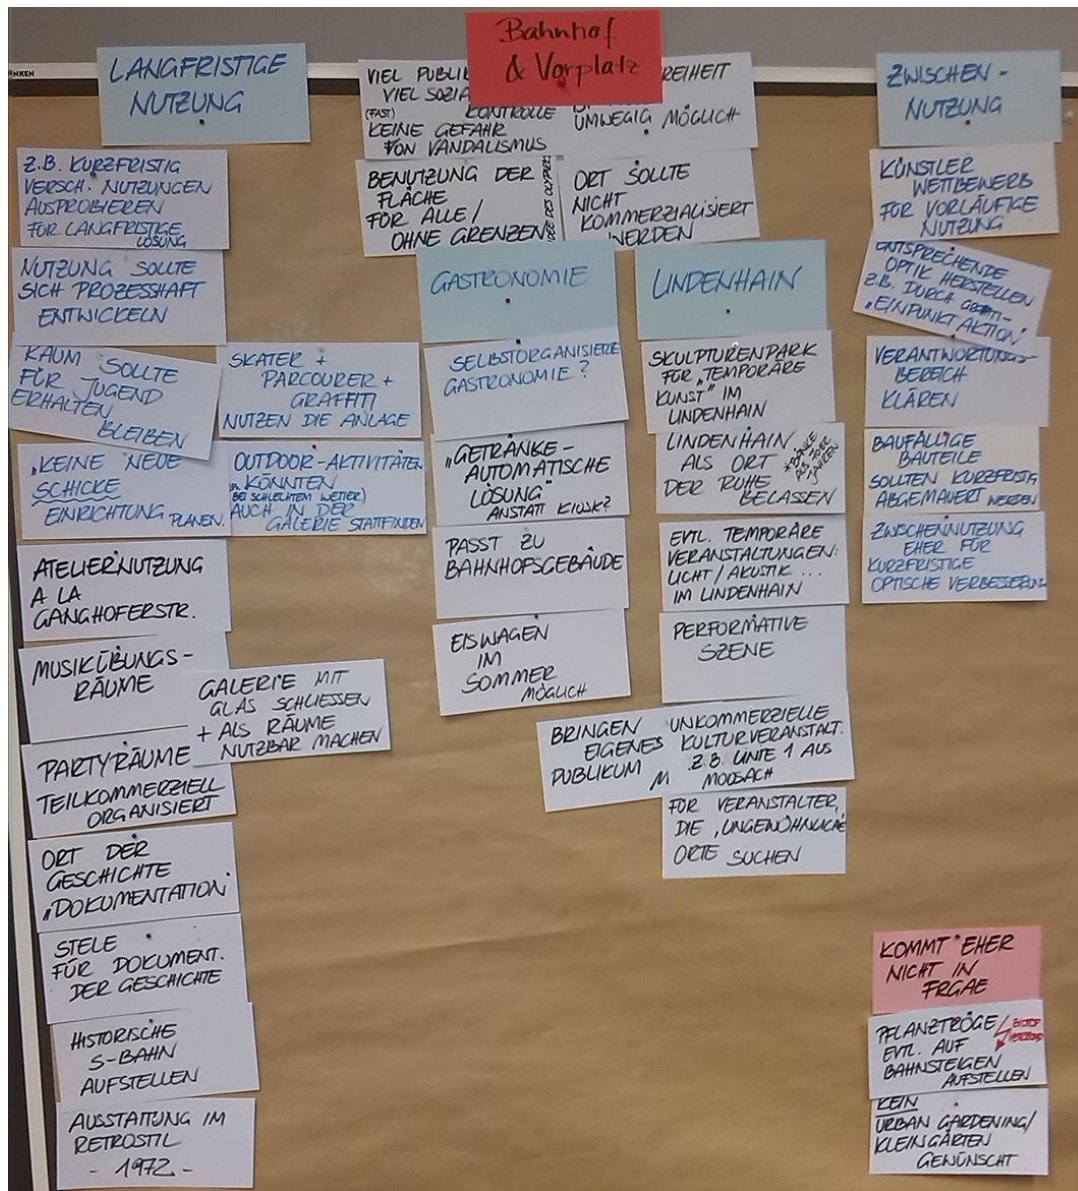 Bahnhof
& Vorplatz
LANGFRISTIGE
NUTZUNG
Z.B. KURZFRISTIG
VERSCH. NUTZUNGEN
AUSPROBIEREN
FÜR LANGFRISTIGE
LÖSUNG
NUTZUNG SOLLTE
SICH PROZESSHAFT
ENTWICKELN
RAUM SOLLTE
FÜR JUGEND
ERHALTEN
BLEIBEN
„KEINE NEUE
SCHICKE
EINRICHTUNG PLANEN.
SKATER +
PARCOURER +
GRAFFITI
NUTZEN DIE ANLAGE
OUTDOOR-AKTIVITÄTEN
KÖNNTEN
BEI SCHLECHTEM WETTER)
AUCH IN DER
GALERIE STATTFINDEN
ATELIERNUTZUNG
A LA
GANGHOFERSTR.
MUSIKÜBUNGS-
RÄUME
GALERIE MIT
GLAS SCHLIESSEN
+ ALS RÄUME
NUTZBAR MACHEN
PARTYRÄUME
TEILKOMMERZIELL
ORGANISIERT
ORT DER
GESCHICHTE
„DOKUMENTATION"
STELE
FÜR DOKUMENT.
DER GESCHICHTE
HISTORISCHE
S-BAHN
AUFSTELLEN
AUSSTATTUNG IM
RETROSTIL
- 1972 -
VIEL PUBLI
VIEL SOZIA
(FAST) KONTROLLE
KEINE GEFAHR
VON VANDALISMUS
REIHEIT
UMWEGIG MÖGLICH
BENUTZUNG DER
FLÄCHE
FÜR ALLE /
OHNE GRENZEN
ORT SOLLTE
NICHT
KOMMERZIALISIERT
WERDEN
GASTRONOMIE
SELBSTORGANISIERTE
GASTRONOMIE?
„GETRÄNKE-
AUTOMATISCHE
LÖSUNG"
ANSTATT KIOSK?
PASST ZU
BAHNHOFSGEBÄUDE
EISWAGEN
IM
SOMMER
MÖGLICH
LINDENHAIN
SKULPTURENPARK
FÜR „TEMPORÄRE
KUNST" IM
LINDENHAIN
LINDENHAIN
ALS ORT
DER RUHE
BELASSEN
+ BÄNKE
AUS 70ER
JAHREN
EVTL. TEMPORÄRE
VERANSTALTUNGEN:
LICHT / AKUSTIK ...
IM LINDENHAIN
PERFORMATIVE
SZENE
BRINGEN
EIGENES
PUBLIKUM M
UNKOMMERZIELLE
KULTURVERANSTALT.
Z.B. LINTE 1 AUS
MOOSACH
FÜR VERANSTALTER,
DIE „UNGEWÖHNLICHE
ORTE SUCHEN
ZWISCHEN-
NUTZUNG
KÜNSTLER
WETTBEWERB
FÜR VORLÄUFIGE
NUTZUNG
ENTSPRECHENDE
OPTIK HERSTELLEN
Z.B. DURCH
„EINPUNKT AKTION"
VERANTWORTUNGS-
BEREICH
KLÄREN
BAUFÄLLIGE
BAUTEILE
SOLLTEN KURZFRISTIG
ABGEMAUERT WERDEN
ZWISCHENNUTZUNG
EHER FÜR
KURZFRISTIGE
OPTISCHE VERBESSERUNG
KOMMT EHER
NICHT IN
FRGAE
PFLANZTRÖGE
EVTL. AUF
BAHNSTEIGEN
AUFSTELLEN
BIOTOP
VERBUND
KEIN
URBAN GARDENING/
KLEINGÄRTEN
GEWÜNSCHT